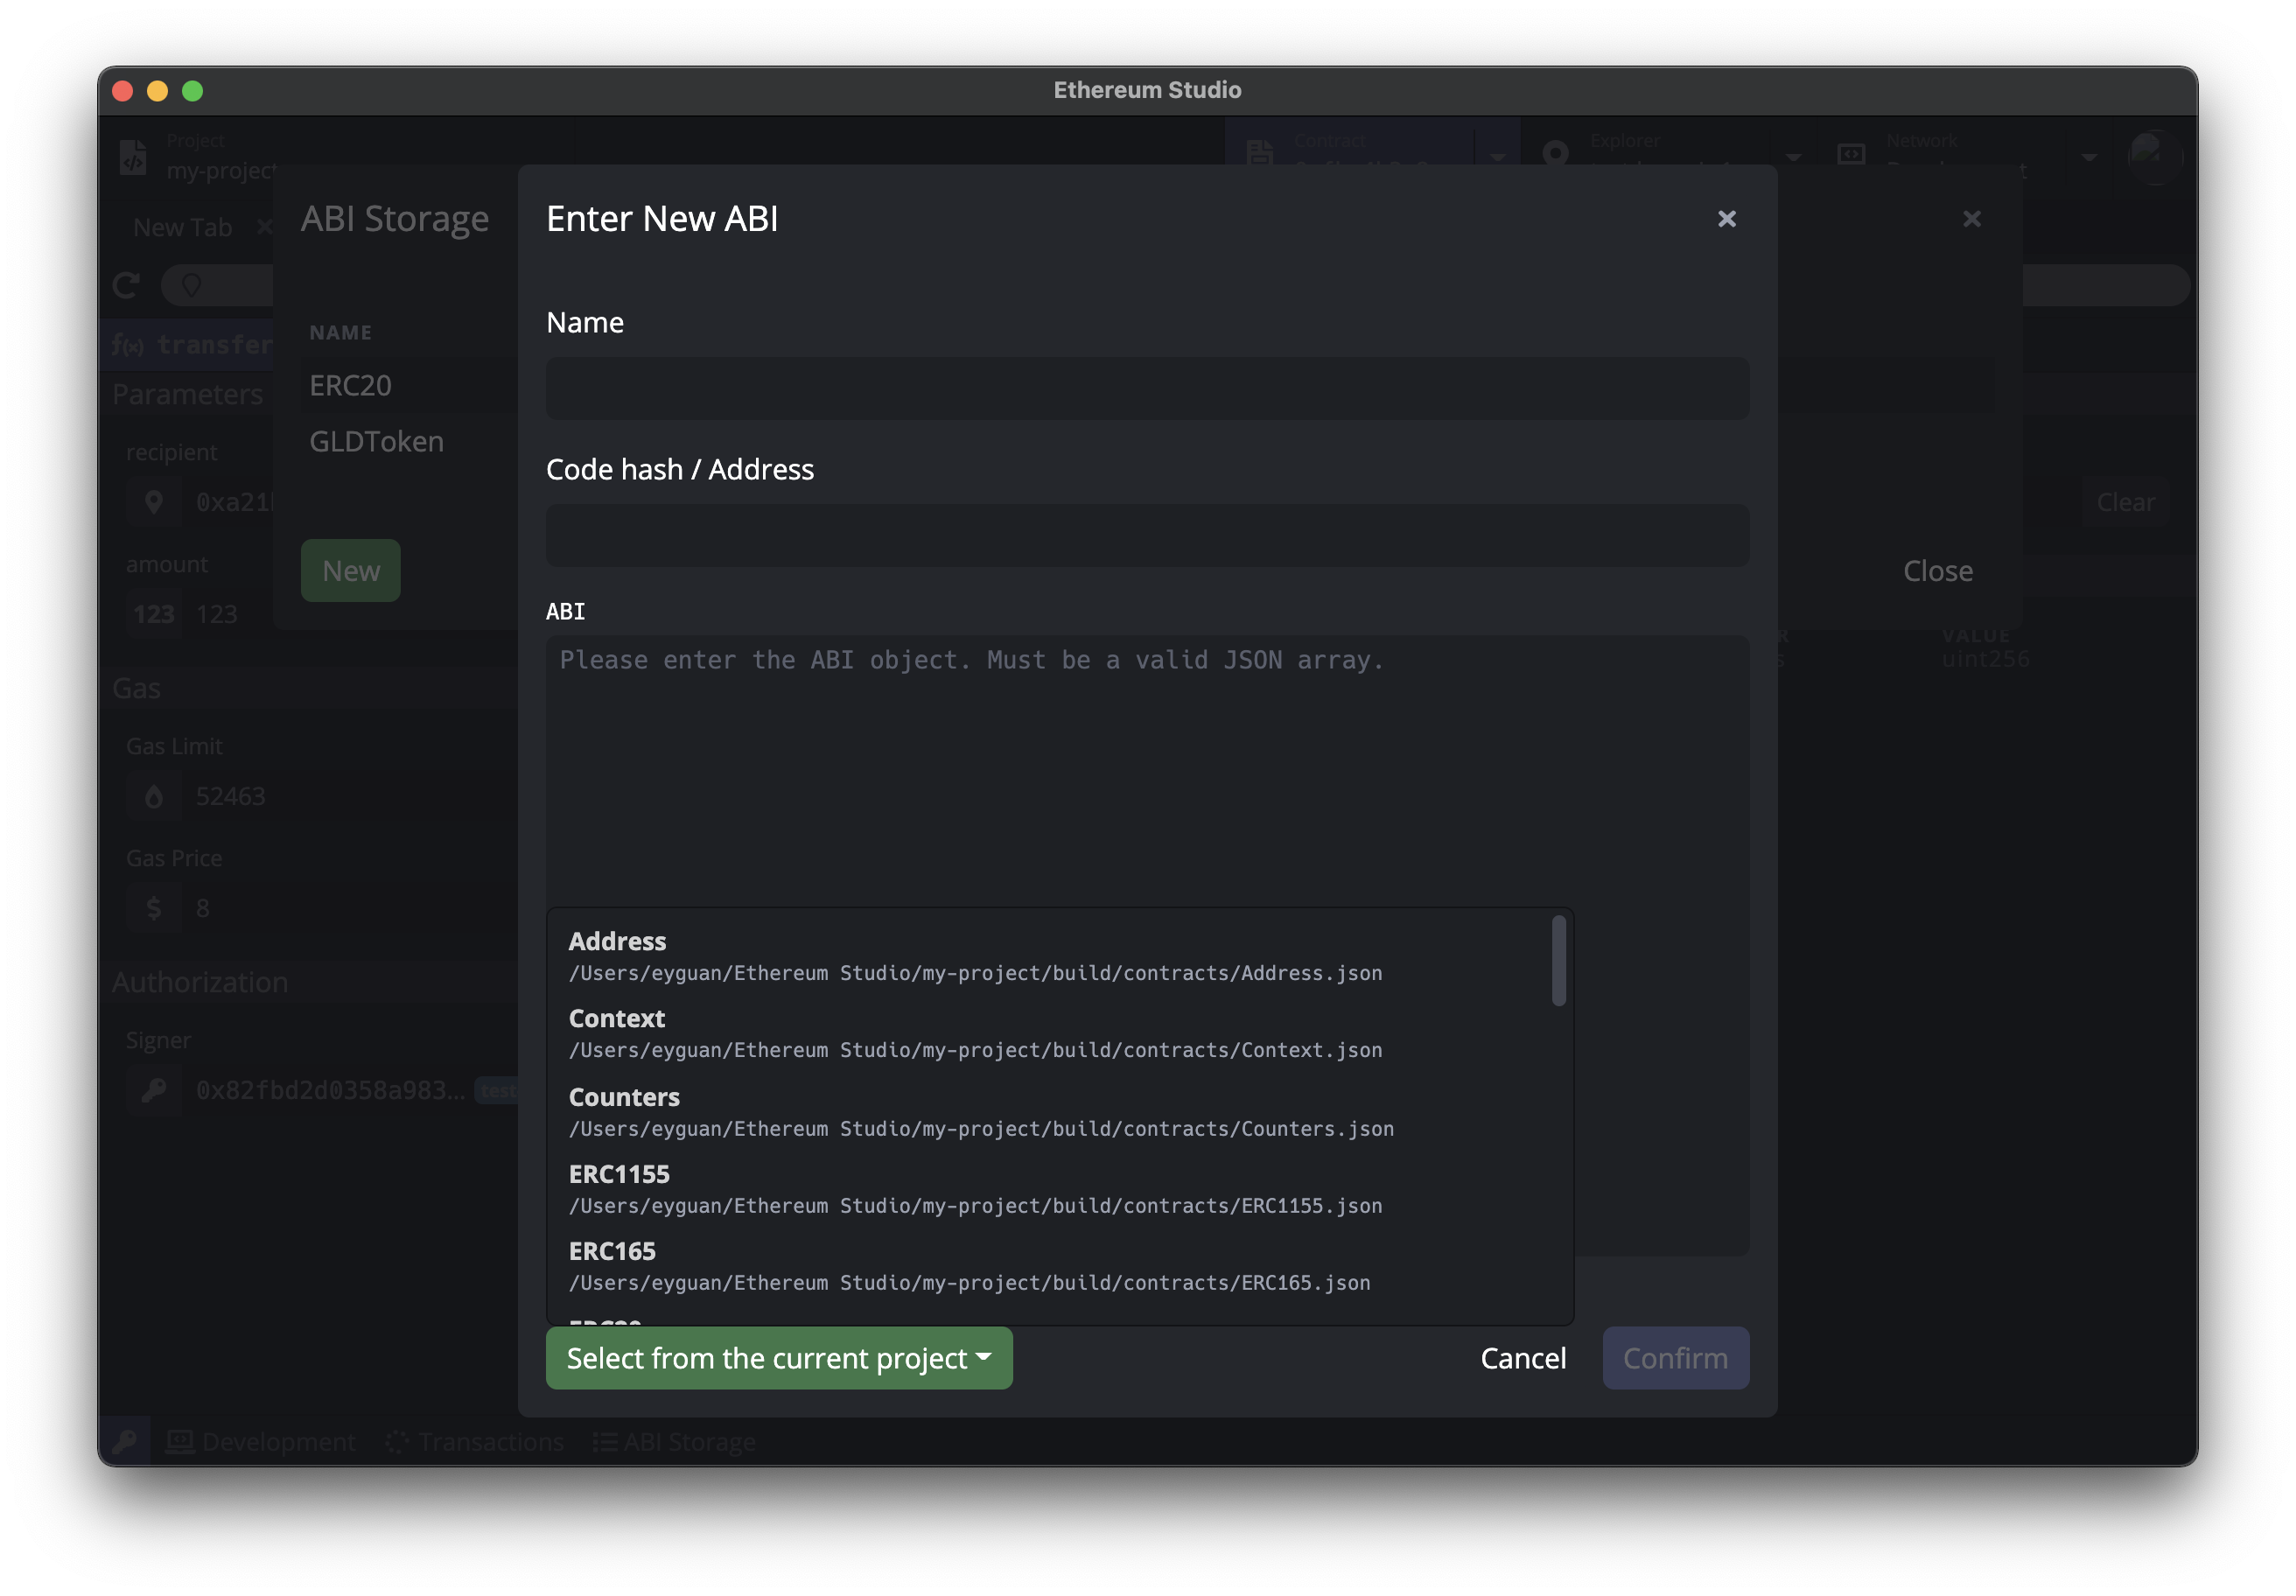 Ethereum Studio
Project
my-project
Contract
Explorer
Network
New Tab
f(x) transfer
Parameters
recipient
0xa21
amount
123 123
Gas
Gas Limit
52463
Gas Price
$ 8
Authorization
Signer
0x82fbd2d0358a983... test
ABI Storage
NAME
ERC20
GLDToken
New
Close
Clear
VALUE
uint256
Enter New ABI
Name
Code hash / Address
ABI
Please enter the ABI object. Must be a valid JSON array.
Address
/Users/eyguan/Ethereum Studio/my-project/build/contracts/Address.json
Context
/Users/eyguan/Ethereum Studio/my-project/build/contracts/Context.json
Counters
/Users/eyguan/Ethereum Studio/my-project/build/contracts/Counters.json
ERC1155
/Users/eyguan/Ethereum Studio/my-project/build/contracts/ERC1155.json
ERC165
/Users/eyguan/Ethereum Studio/my-project/build/contracts/ERC165.json
Select from the current project
Cancel
Confirm
Development
Transactions
ABI Storage